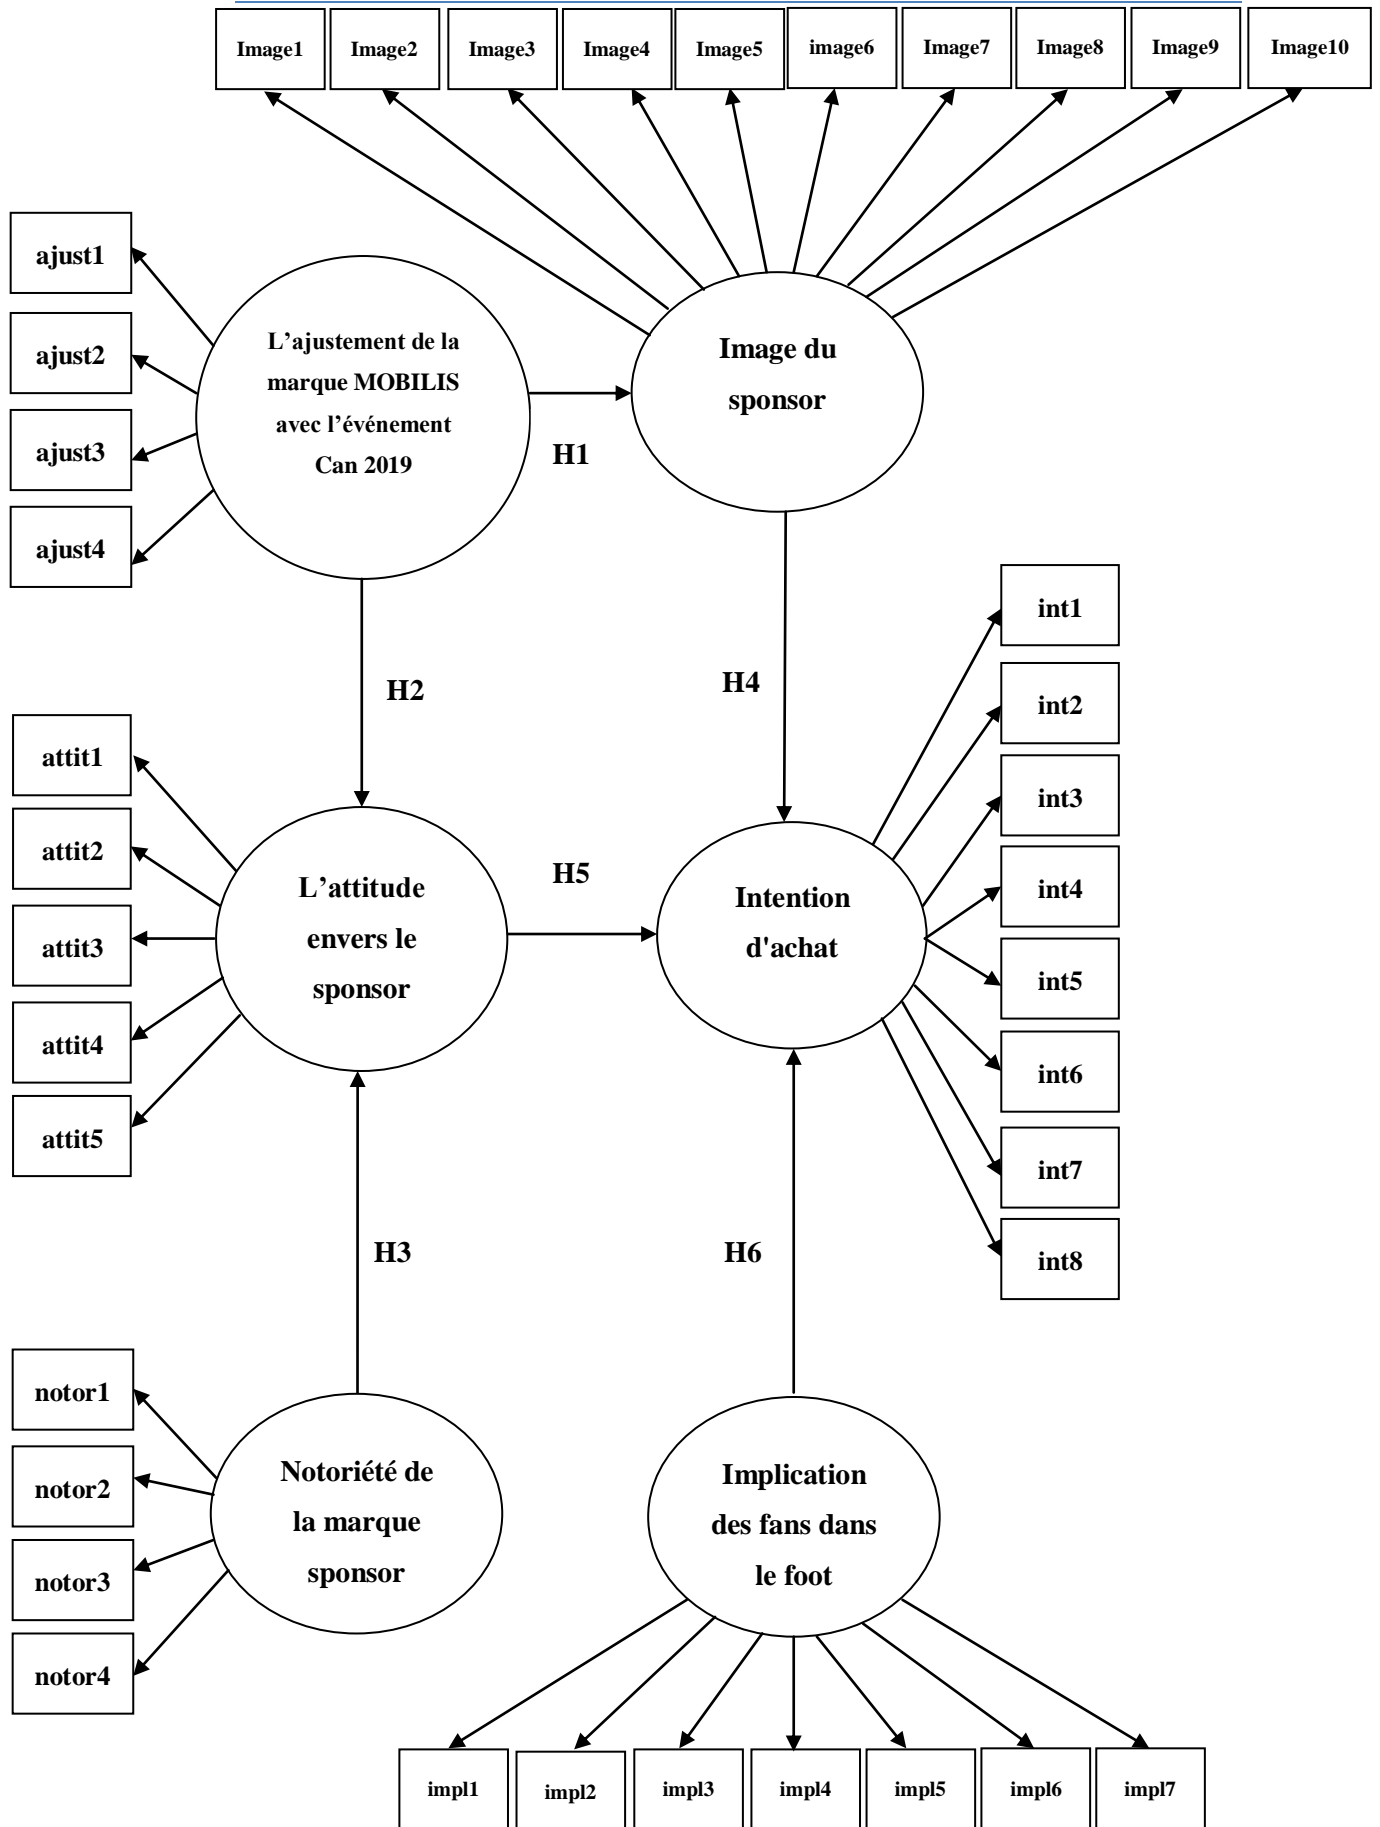 Image1
Image2
Image3
Image4
Image5
image6
Image7
Image8
Image9
Image10
ajust1
ajust2
ajust3
ajust4
L’ajustement de la
marque MOBILIS
avec l’événement
Can 2019
H1
Image du
sponsor
H2
H4
int1
int2
int3
int4
int5
int6
int7
int8
attit1
attit2
attit3
attit4
attit5
L’attitude
envers le
sponsor
H5
Intention
d'achat
H3
H6
notor1
notor2
notor3
notor4
Notoriété de
la marque
sponsor
Implication
des fans dans
le foot
impl1
impl2
impl3
impl4
impl5
impl6
impl7